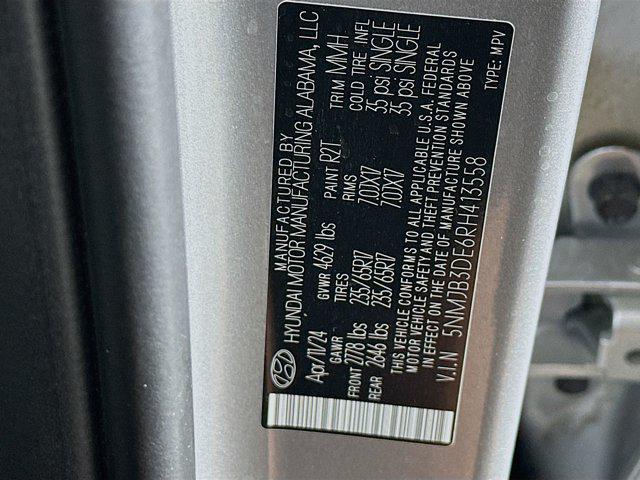 MANUFACTURED BY
HYUNDAI MOTOR MANUFACTURING ALABAMA, LLC
Apr/11/24 PAINT R2T TRIM MMH
GVWR 4629 lbs
GAWR TIRES RIMS COLD TIRE INFL
FRONT 2778 lbs 235/65R17 7.0JX17 35 psi SINGLE
REAR 2646 lbs 235/65R17 7.0JX17 35 psi SINGLE
THIS VEHICLE CONFORMS TO ALL APPLICABLE U.S.A. FEDERAL
MOTOR VEHICLE SAFETY AND THEFT PREVENTION STANDARDS
IN EFFECT ON THE DATE OF MANUFACTURE SHOWN ABOVE
V.I.N 5NMJB3DE6RH413558 TYPE: MPV